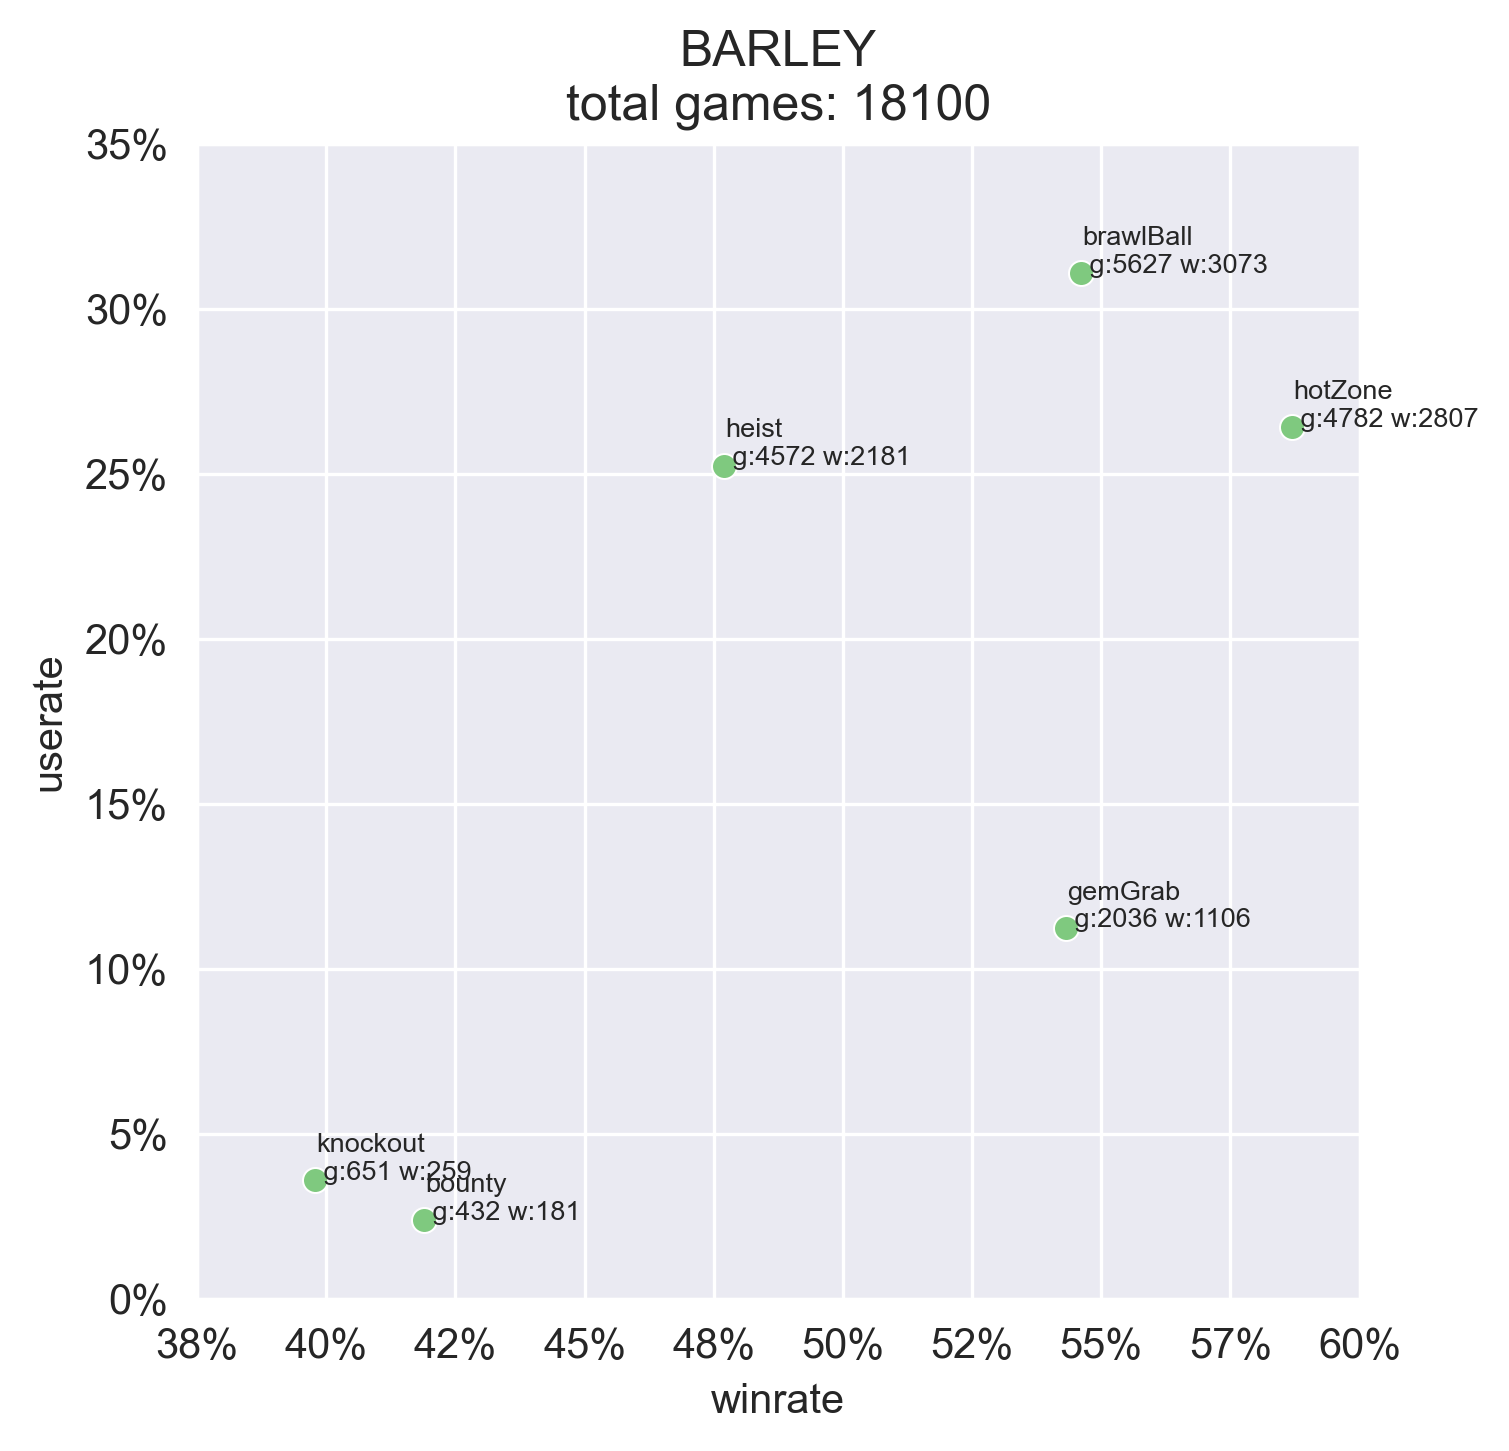 BARLEY
total games: 18100
35%
30%
25%
20%
15%
10%
5%
0%
userate
brawlBall
g:5627 w:3073
hotZone
g:4782 w:2807
heist
g:4572 w:2181
gemGrab
g:2036 w:1106
knockout
g:651 w:259
bounty
g:432 w:181
38% 40% 42% 45% 48% 50% 52% 55% 57% 60%
winrate